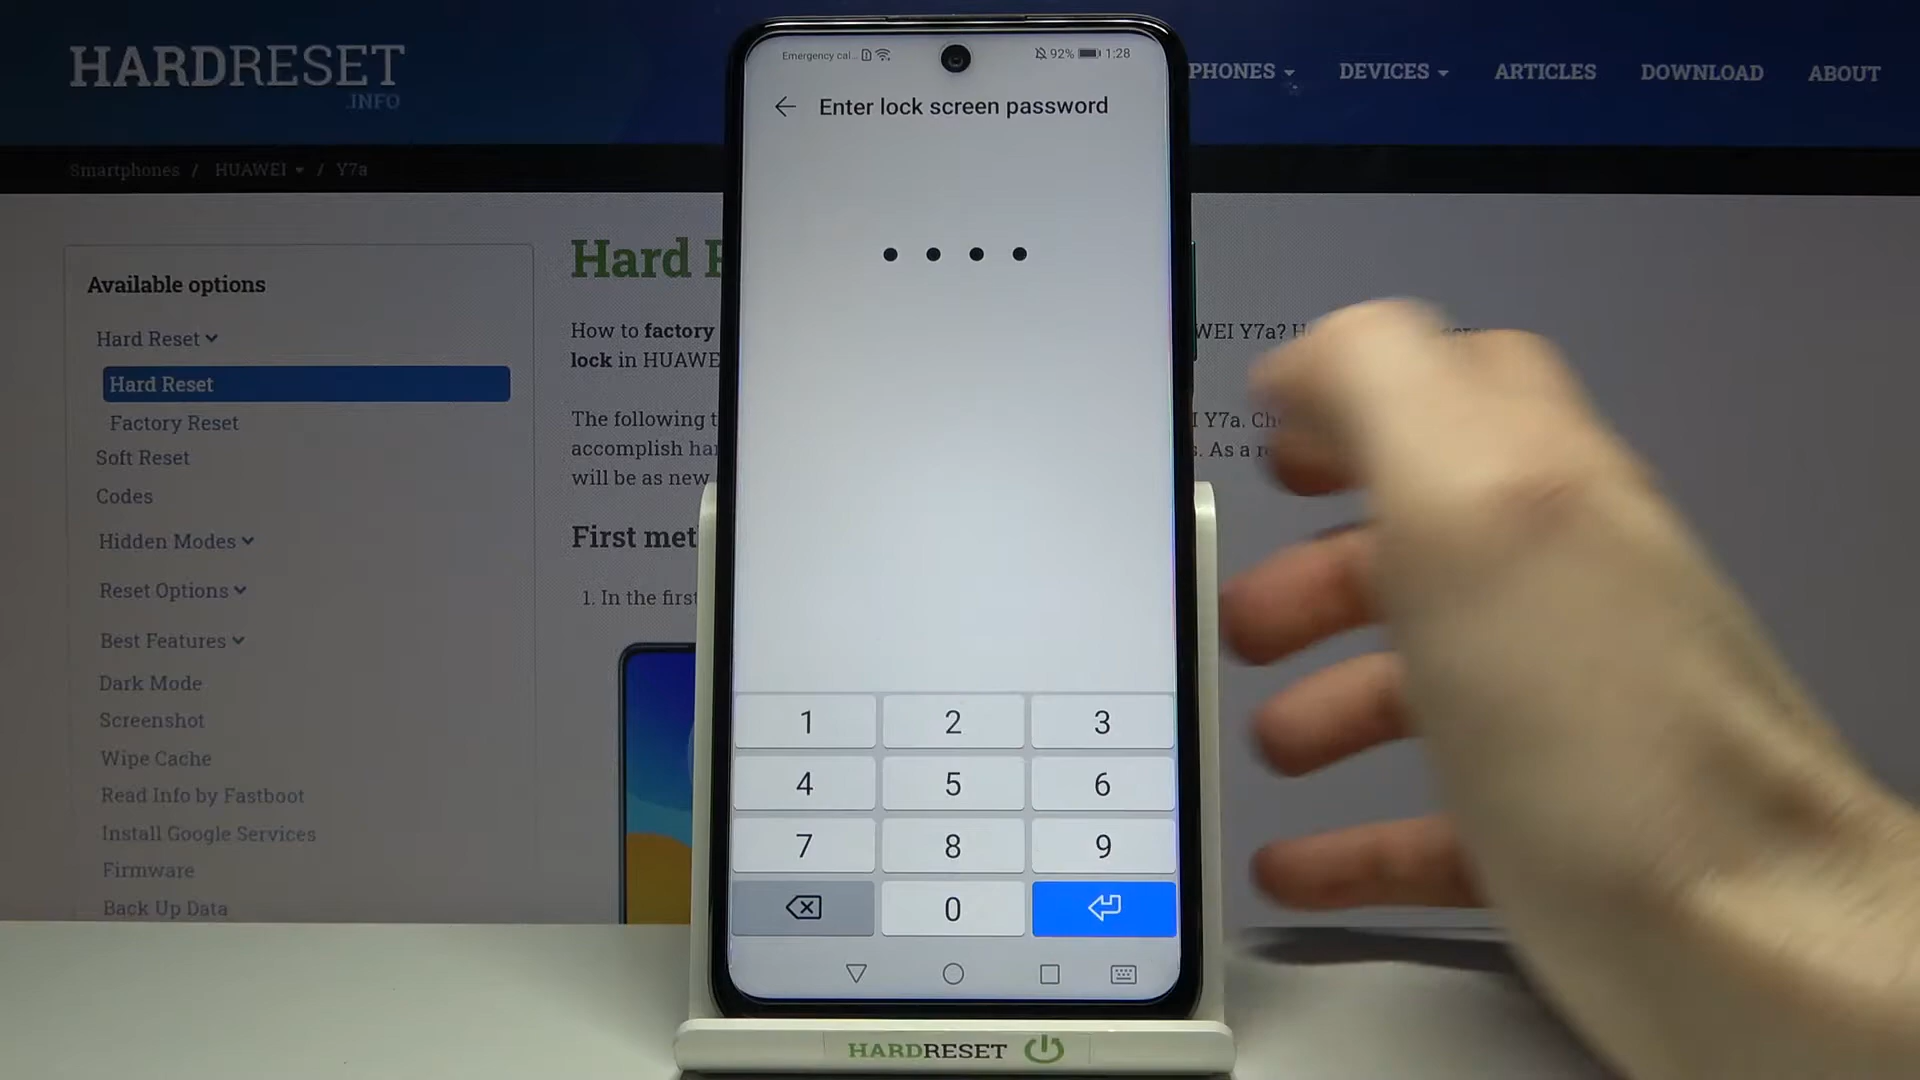 HARDRESET
.INFO
PHONES
DEVICES
ARTICLES
DOWNLOAD
ABOUT
Smartphones / HUAWEI / Y7a
Available options
Hard Reset
Hard Reset
Factory Reset
Soft Reset
Codes
Hidden Modes
Reset Options
Best Features
Dark Mode
Screenshot
Wipe Cache
Read Info by Fastboot
Install Google Services
Firmware
Back Up Data
Hard
How to factory
WEI Y7a?
lock in HUAWE
The following
Y7a.
accomplish
As a
will be as new
First
1. In the first
Emergency cal... 92% 1:28
Enter lock screen password
1 2 3
4 5 6
7 8 9
0
HARDRESET